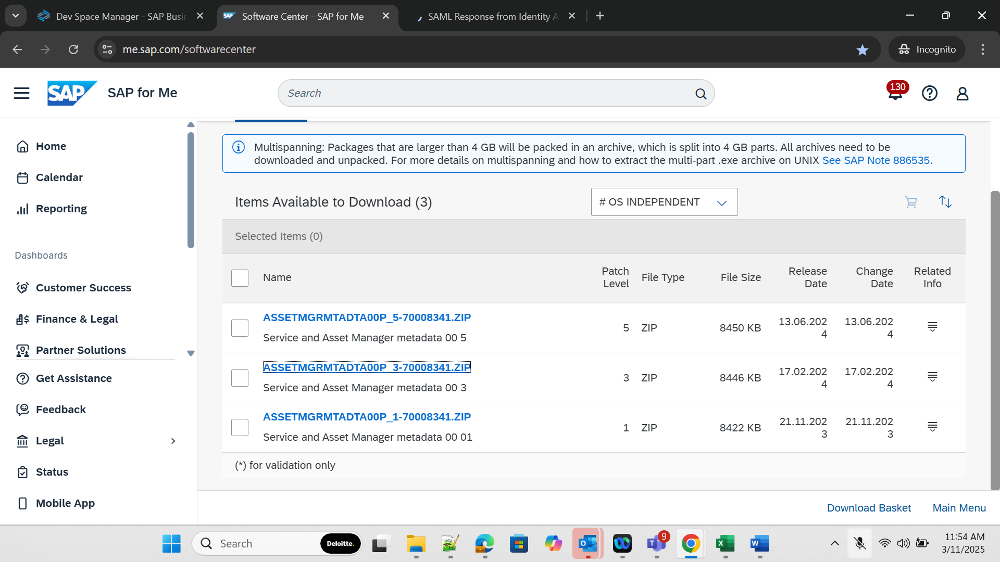 Dev Space Manager - SAP Busin
Software Center - SAP for Me
SAML Response from Identity A
me.sap.com/softwarecenter
Incognito
SAP
SAP for Me
Search
130
Home
Calendar
Reporting
Dashboards
Customer Success
Finance & Legal
Partner Solutions
Get Assistance
Feedback
Legal
Status
Mobile App
Multispanning: Packages that are larger than 4 GB will be packed in an archive, which is split into 4 GB parts. All archives need to be
downloaded and unpacked. For more details on multispanning and how to extract the multi-part .exe archive on UNIX See SAP Note 886535.
Items Available to Download (3)
# OS INDEPENDENT
Selected Items (0)
Name
Patch
Level
File Type
File Size
Release
Date
Change
Date
Related
Info
ASSETMGRMTADTA00P_5-70008341.ZIP
Service and Asset Manager metadata 00 5
5
ZIP
8450 KB
13.06.202
4
13.06.202
4
ASSETMGRMTADTA00P_3-70008341.ZIP
Service and Asset Manager metadata 00 3
3
ZIP
8446 KB
17.02.202
4
17.02.202
4
ASSETMGRMTADTA00P_1-70008341.ZIP
Service and Asset Manager metadata 00 01
1
ZIP
8422 KB
21.11.202
3
21.11.202
3
(*) for validation only
Download Basket
Main Menu
Search
Deloitte.
9
11:54 AM
3/11/2025